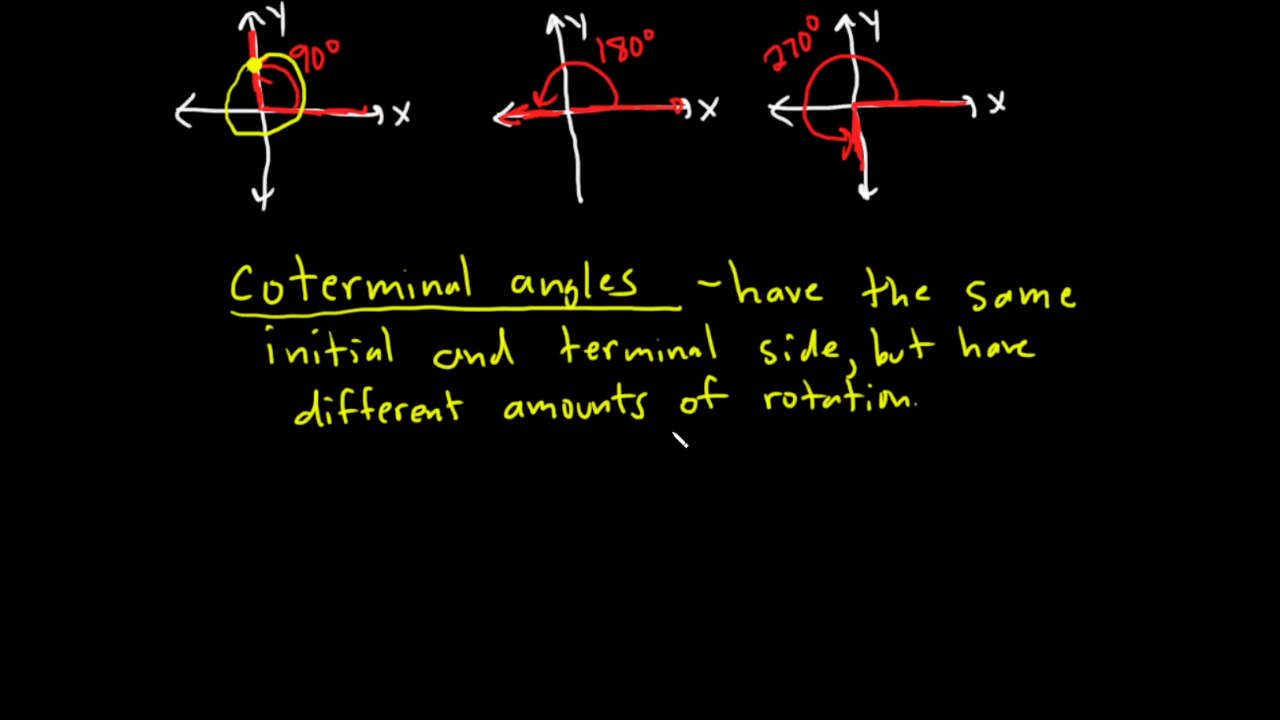 Y 90° X
Y 180° X
270° Y X
Coterminal angles - have the same
initial and terminal side, but have
different amounts of rotation.